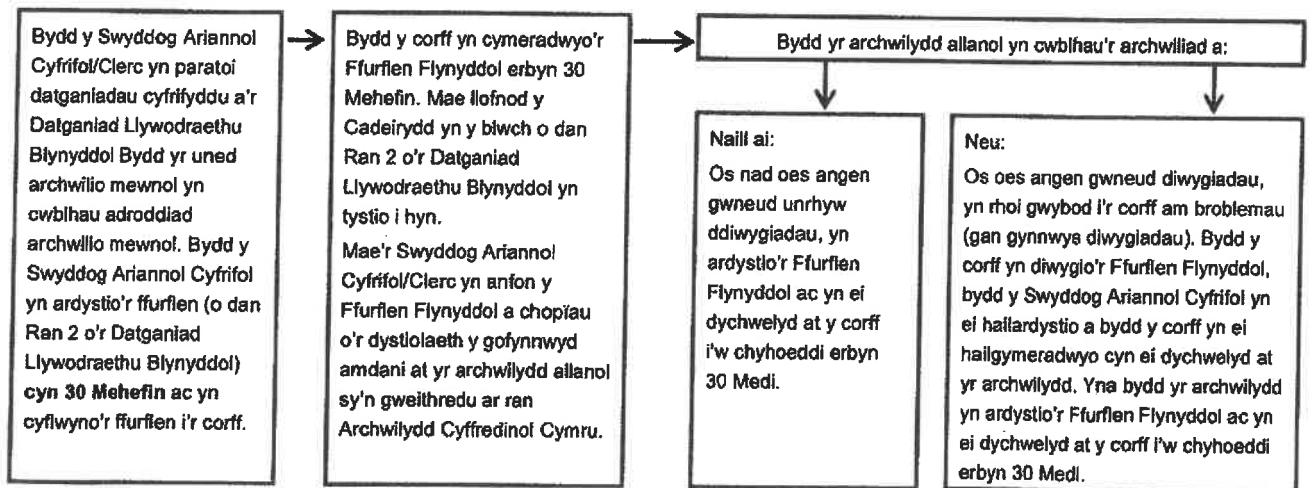 Bydd y Swyddog Ariannol
Cyfrifol/Clerc yn paratoi
datganiadau cyfrifyddu a'r
Datganiad Llywodraethu
Blynyddol Bydd yr uned
archwilio mewnol yn
cwblhau adroddiad
archwilio mewnol. Bydd y
Swyddog Ariannol Cyfrifol
yn ardystio'r ffurflen (o dan
Ran 2 o'r Datganiad
Llywodraethu Blynyddol)
cyn 30 Mehefin ac yn
cyflwyno'r ffurflen i'r corff.
Bydd y corff yn cymeradwyo'r
Ffurflen Flynyddol erbyn 30
Mehefin. Mae llofnod y
Cadeirydd yn y blwch o dan
Ran 2 o'r Datganiad
Llywodraethu Blynyddol yn
tystio i hyn.
Mae'r Swyddog Ariannol
Cyfrifol/Clerc yn anfon y
Ffurflen Flynyddol a chopïau
o'r dystiolaeth y gofynnwyd
amdani at yr archwilydd allanol
sy'n gweithredu ar ran
Archwilydd Cyffredinol Cymru.
Bydd yr archwilydd allanol yn cwblhau'r archwiliad a:
Naill ai:
Os nad oes angen
gwneud unrhyw
ddiwygiadau, yn
ardystio'r Ffurflen
Flynyddol ac yn ei
dychwelyd at y corff
i'w chyhoeddi erbyn
30 Medi.
Neu:
Os oes angen gwneud diwygiadau,
yn rhoi gwybod i'r corff am broblemau
(gan gynnwys diwygiadau). Bydd y
corff yn diwygio'r Ffurflen Flynyddol,
bydd y Swyddog Ariannol Cyfrifol yn
ei hailardystio a bydd y corff yn ei
hailgymeradwyo cyn ei dychwelyd at
yr archwilydd. Yna bydd yr archwilydd
yn ardystio'r Ffurflen Flynyddol ac yn
ei dychwelyd at y corff i'w chyhoeddi
erbyn 30 Medi.